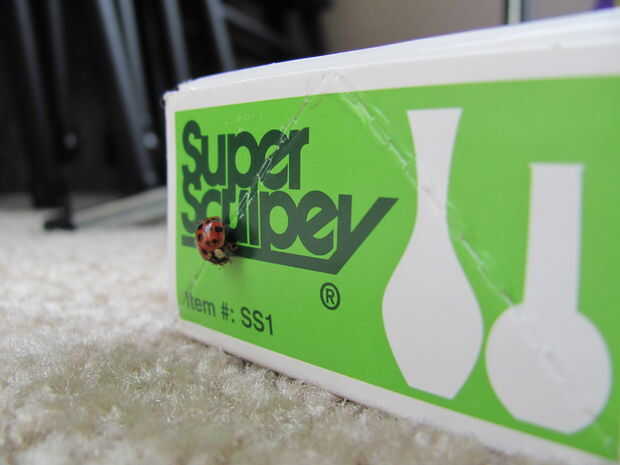 Super
Sculpey
®
Item #: SS1